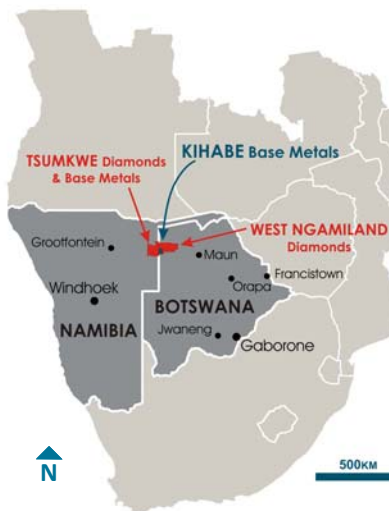 TSUMKWE Diamonds
& Base Metals
KIHABE Base Metals
WEST NGAMILAND
Diamonds
Grootfontein
Maun
Francistown
Orapa
Windhoek
BOTSWANA
NAMIBIA
Jwaneng
Gaborone
N
500KM